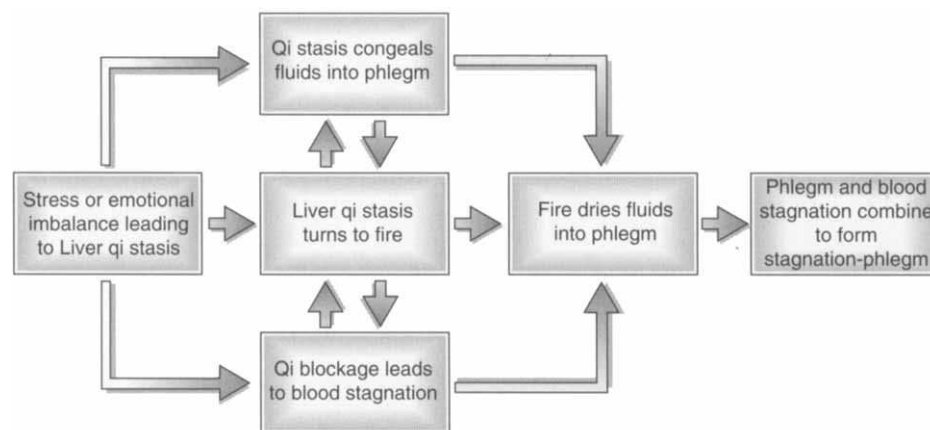 Qi stasis congeals
fluids into phlegm
Stress or emotional
imbalance leading
to Liver qi stasis
Liver qi stasis
turns to fire
Fire dries fluids
into phlegm
Phlegm and blood
stagnation combine
to form
stagnation-phlegm
Qi blockage leads
to blood stagnation